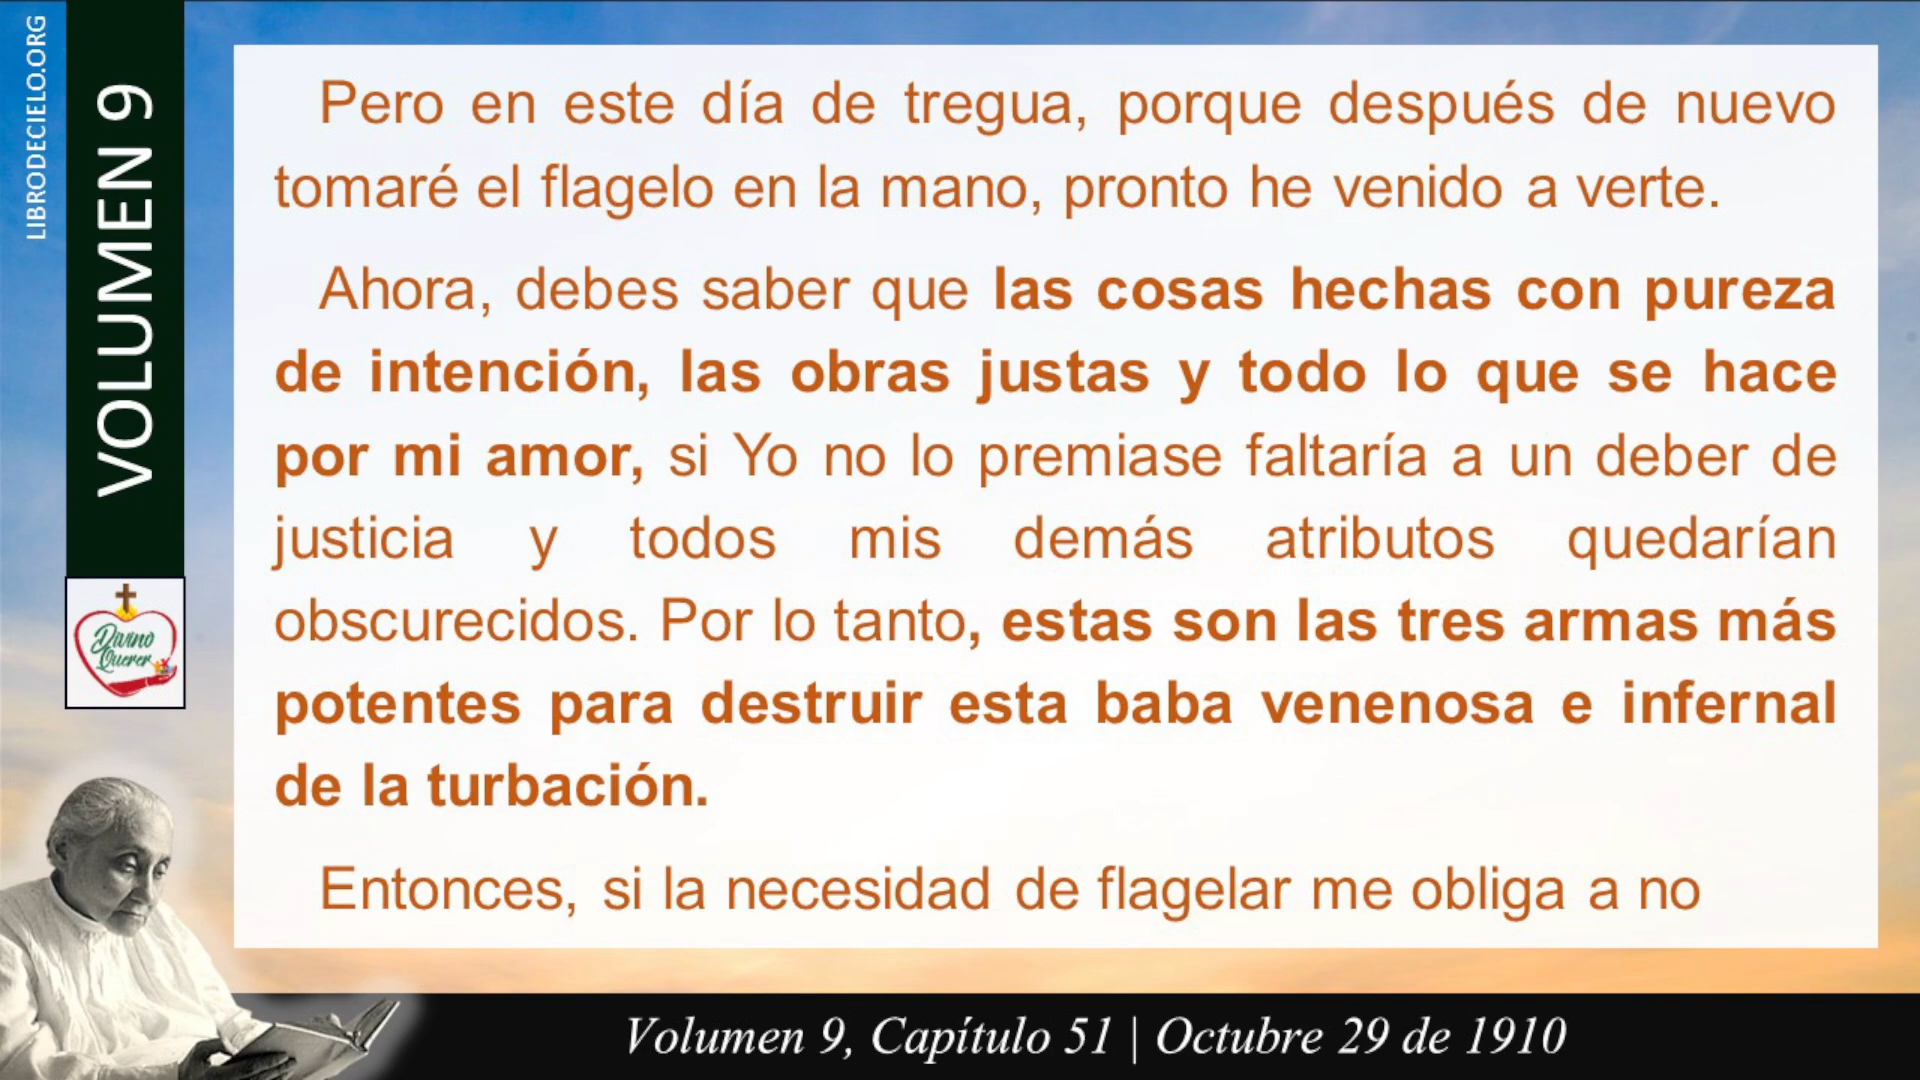 LIBRODECIELO.ORG
VOLUMEN 9
Divino
Querer
Pero en este día de tregua, porque después de nuevo
tomaré el flagelo en la mano, pronto he venido a verte.
Ahora, debes saber que las cosas hechas con pureza
de intención, las obras justas y todo lo que se hace
por mi amor, si Yo no lo premiase faltaría a un deber de
justicia y todos mis demás atributos quedarían
obscurecidos. Por lo tanto, estas son las tres armas más
potentes para destruir esta baba venenosa e infernal
de la turbación.
Entonces, si la necesidad de flagelar me obliga a no
Volumen 9, Capítulo 51 | Octubre 29 de 1910